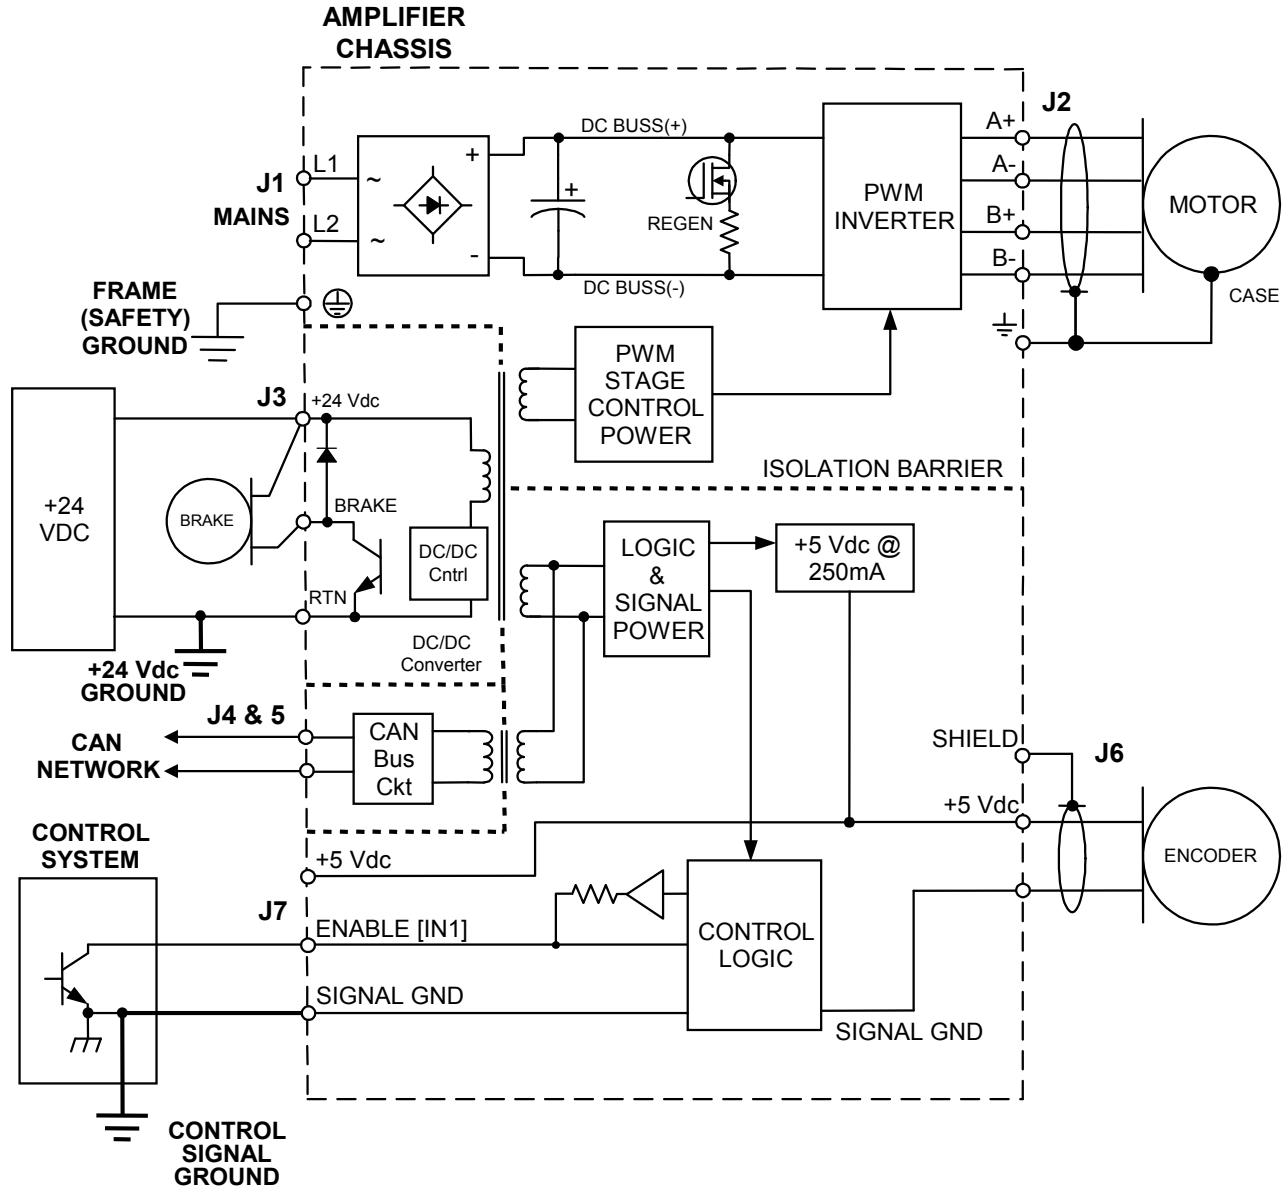 AMPLIFIER
CHASSIS
J1
MAINS
L1
L2
~
~
+
-
DC BUSS(+)
+
REGEN
DC BUSS(-)
PWM
INVERTER
A+
A-
B+
B-
J2
MOTOR
CASE
FRAME
(SAFETY)
GROUND
PWM
STAGE
CONTROL
POWER
ISOLATION BARRIER
J3
+24 Vdc
+24
VDC
BRAKE
BRAKE
DC/DC
Cntrl
RTN
DC/DC
Converter
+24 Vdc
GROUND
LOGIC
&
SIGNAL
POWER
+5 Vdc @
250mA
J4 & 5
CAN
NETWORK
CAN
Bus
Ckt
SHIELD
J6
+5 Vdc
ENCODER
CONTROL
SYSTEM
+5 Vdc
J7
ENABLE [IN1]
SIGNAL GND
CONTROL
LOGIC
SIGNAL GND
CONTROL
SIGNAL
GROUND